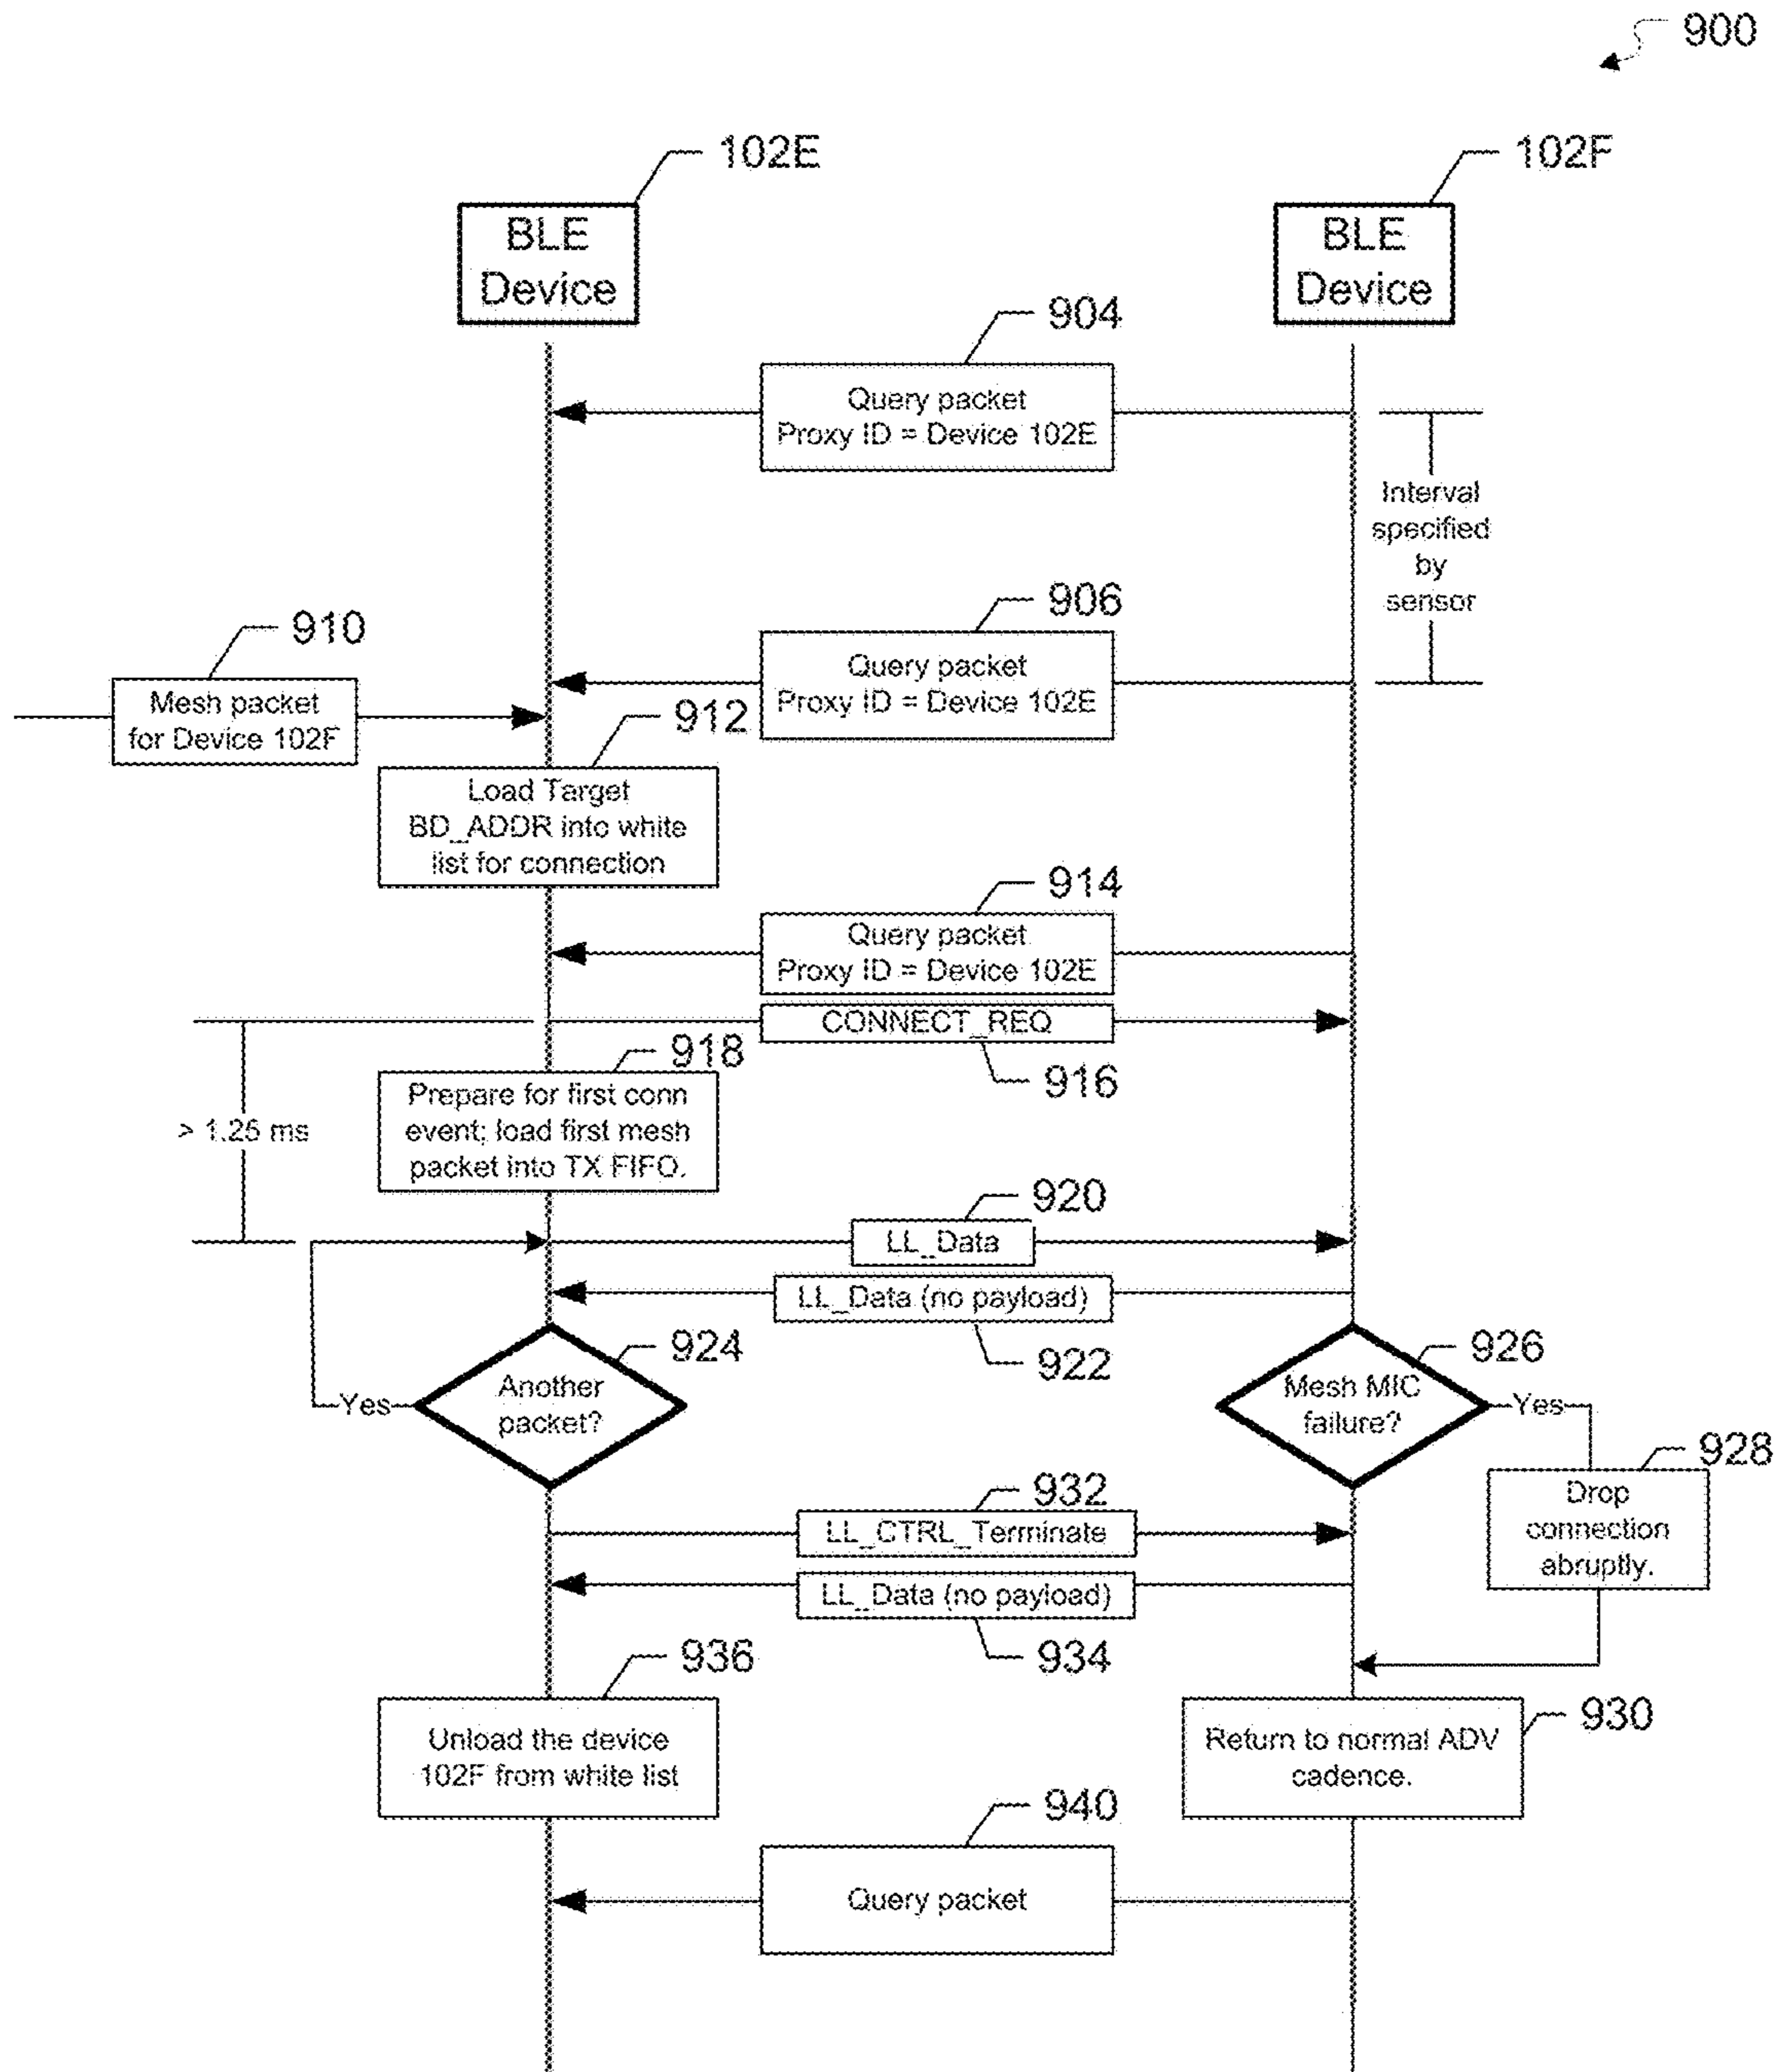 900
102E
102F
BLE
Device
BLE
Device
904
Query packet
Proxy ID = Device 102E
Interval
specified
by
sensor
906
Query packet
Proxy ID = Device 102E
910
Mesh packet
for Device 102F
912
Load Target
BD_ADDR into white
list for connection
914
Query packet
Proxy ID = Device 102E
CONNECT_REQ
916
918
Prepare for first conn
event; load first mesh
packet into TX FIFO.
> 1.25 ms
920
LL_Data
LL_Data (no payload)
922
924
Another
packet?
Yes
926
Mesh MIC
failure?
Yes
928
Drop
connection
abruptly.
932
LL_CTRL_Terminate
LL_Data (no payload)
934
936
Unload the device
102F from white list
930
Return to normal ADV
cadence.
940
Query packet